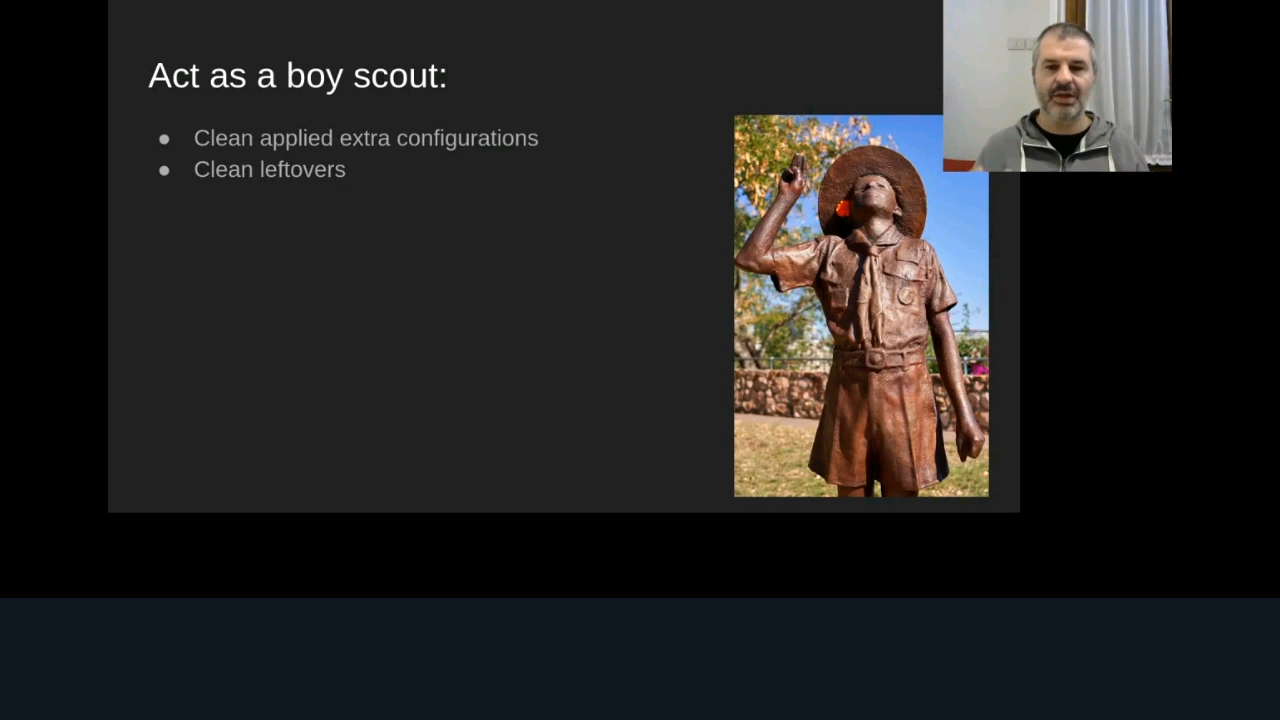 Act as a boy scout:
● Clean applied extra configurations
● Clean leftovers